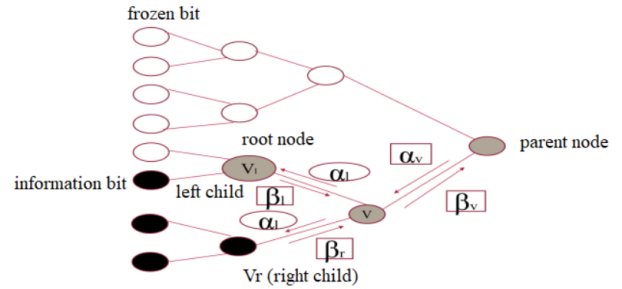 frozen bit
root node
parent node
αv
αl
Vl
information bit
left child
βl
βv
V
αl
βr
Vr (right child)